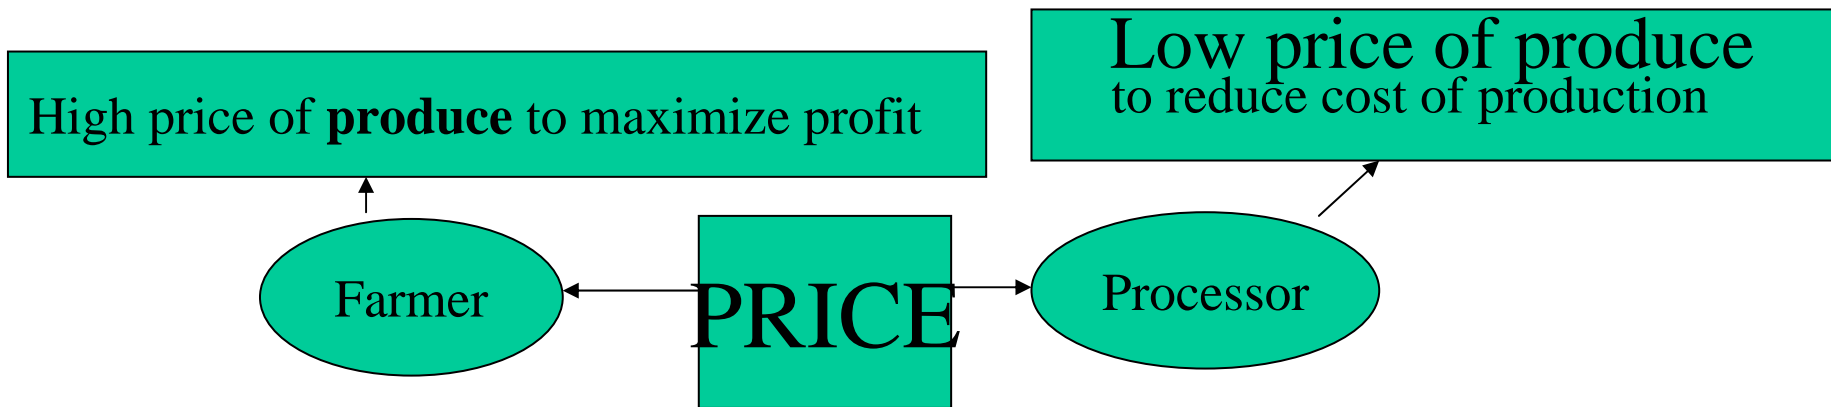 High price of produce to maximize profit
Low price of produce
to reduce cost of production
Farmer
PRICE
Processor